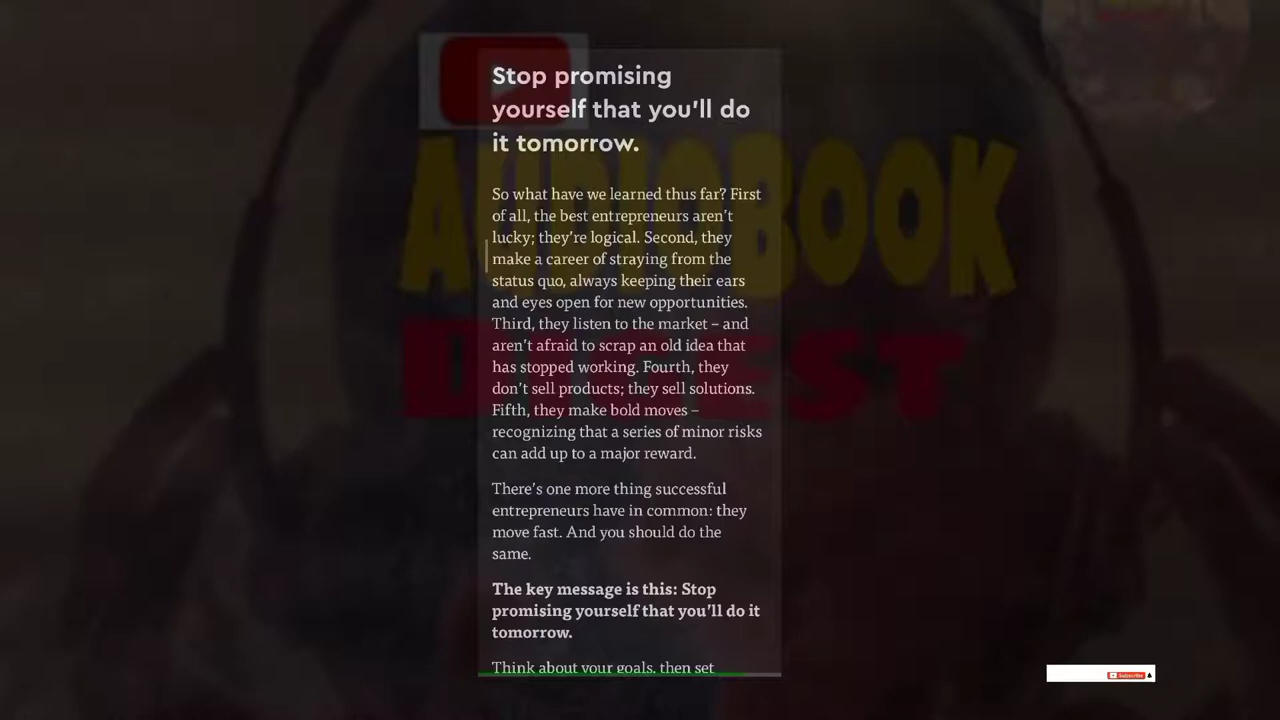 Stop promising
yourself that you'll do
it tomorrow.
So what have we learned thus far? First
of all, the best entrepreneurs aren't
lucky; they're logical. Second, they
make a career of straying from the
status quo, always keeping their ears
and eyes open for new opportunities.
Third, they listen to the market – and
aren't afraid to scrap an old idea that
has stopped working. Fourth, they
don't sell products; they sell solutions.
Fifth, they make bold moves –
recognizing that a series of minor risks
can add up to a major reward.
There's one more thing successful
entrepreneurs have in common: they
move fast. And you should do the
same.
The key message is this: Stop
promising yourself that you'll do it
tomorrow.
Think about your goals, then set
AUDIOBOOK
DIGEST
Subscribe